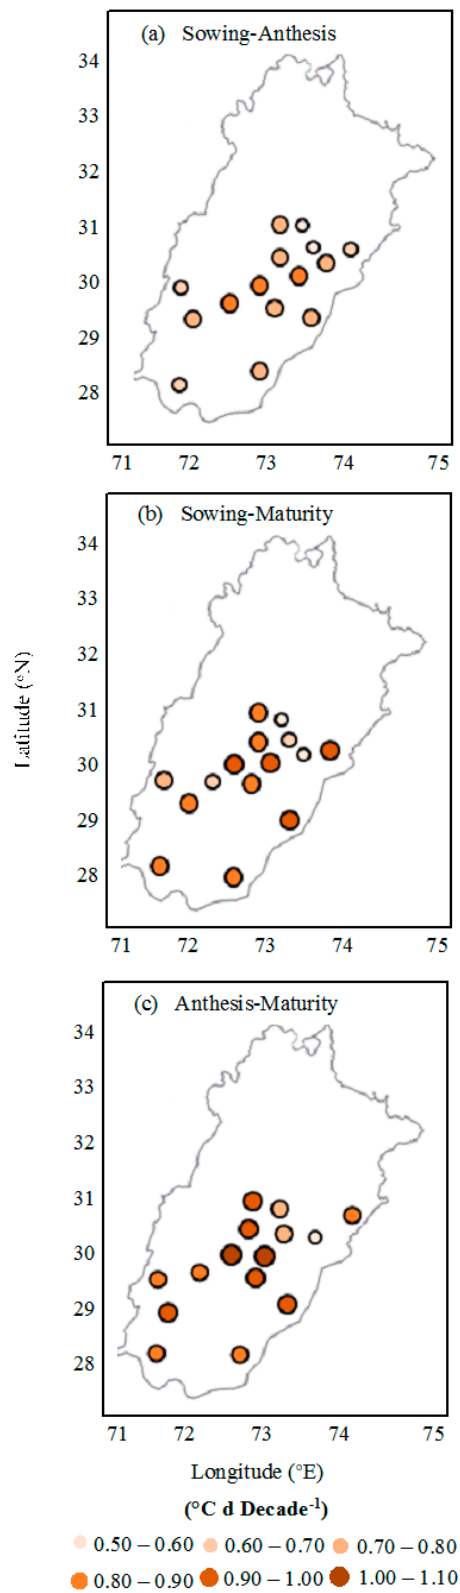 (a) Sowing-Anthesis
34
33
32
31
30
29
28
71 72 73 74 75
(b) Sowing-Maturity
34
33
32
31
30
29
28
71 72 73 74 75
Latitude (°N)
(c) Anthesis-Maturity
34
33
32
31
30
29
28
71 72 73 74 75
Longitude (°E)
(°C d Decade-1)
0.50 – 0.60 0.60 – 0.70 0.70 – 0.80
0.80 – 0.90 0.90 – 1.00 1.00 – 1.10